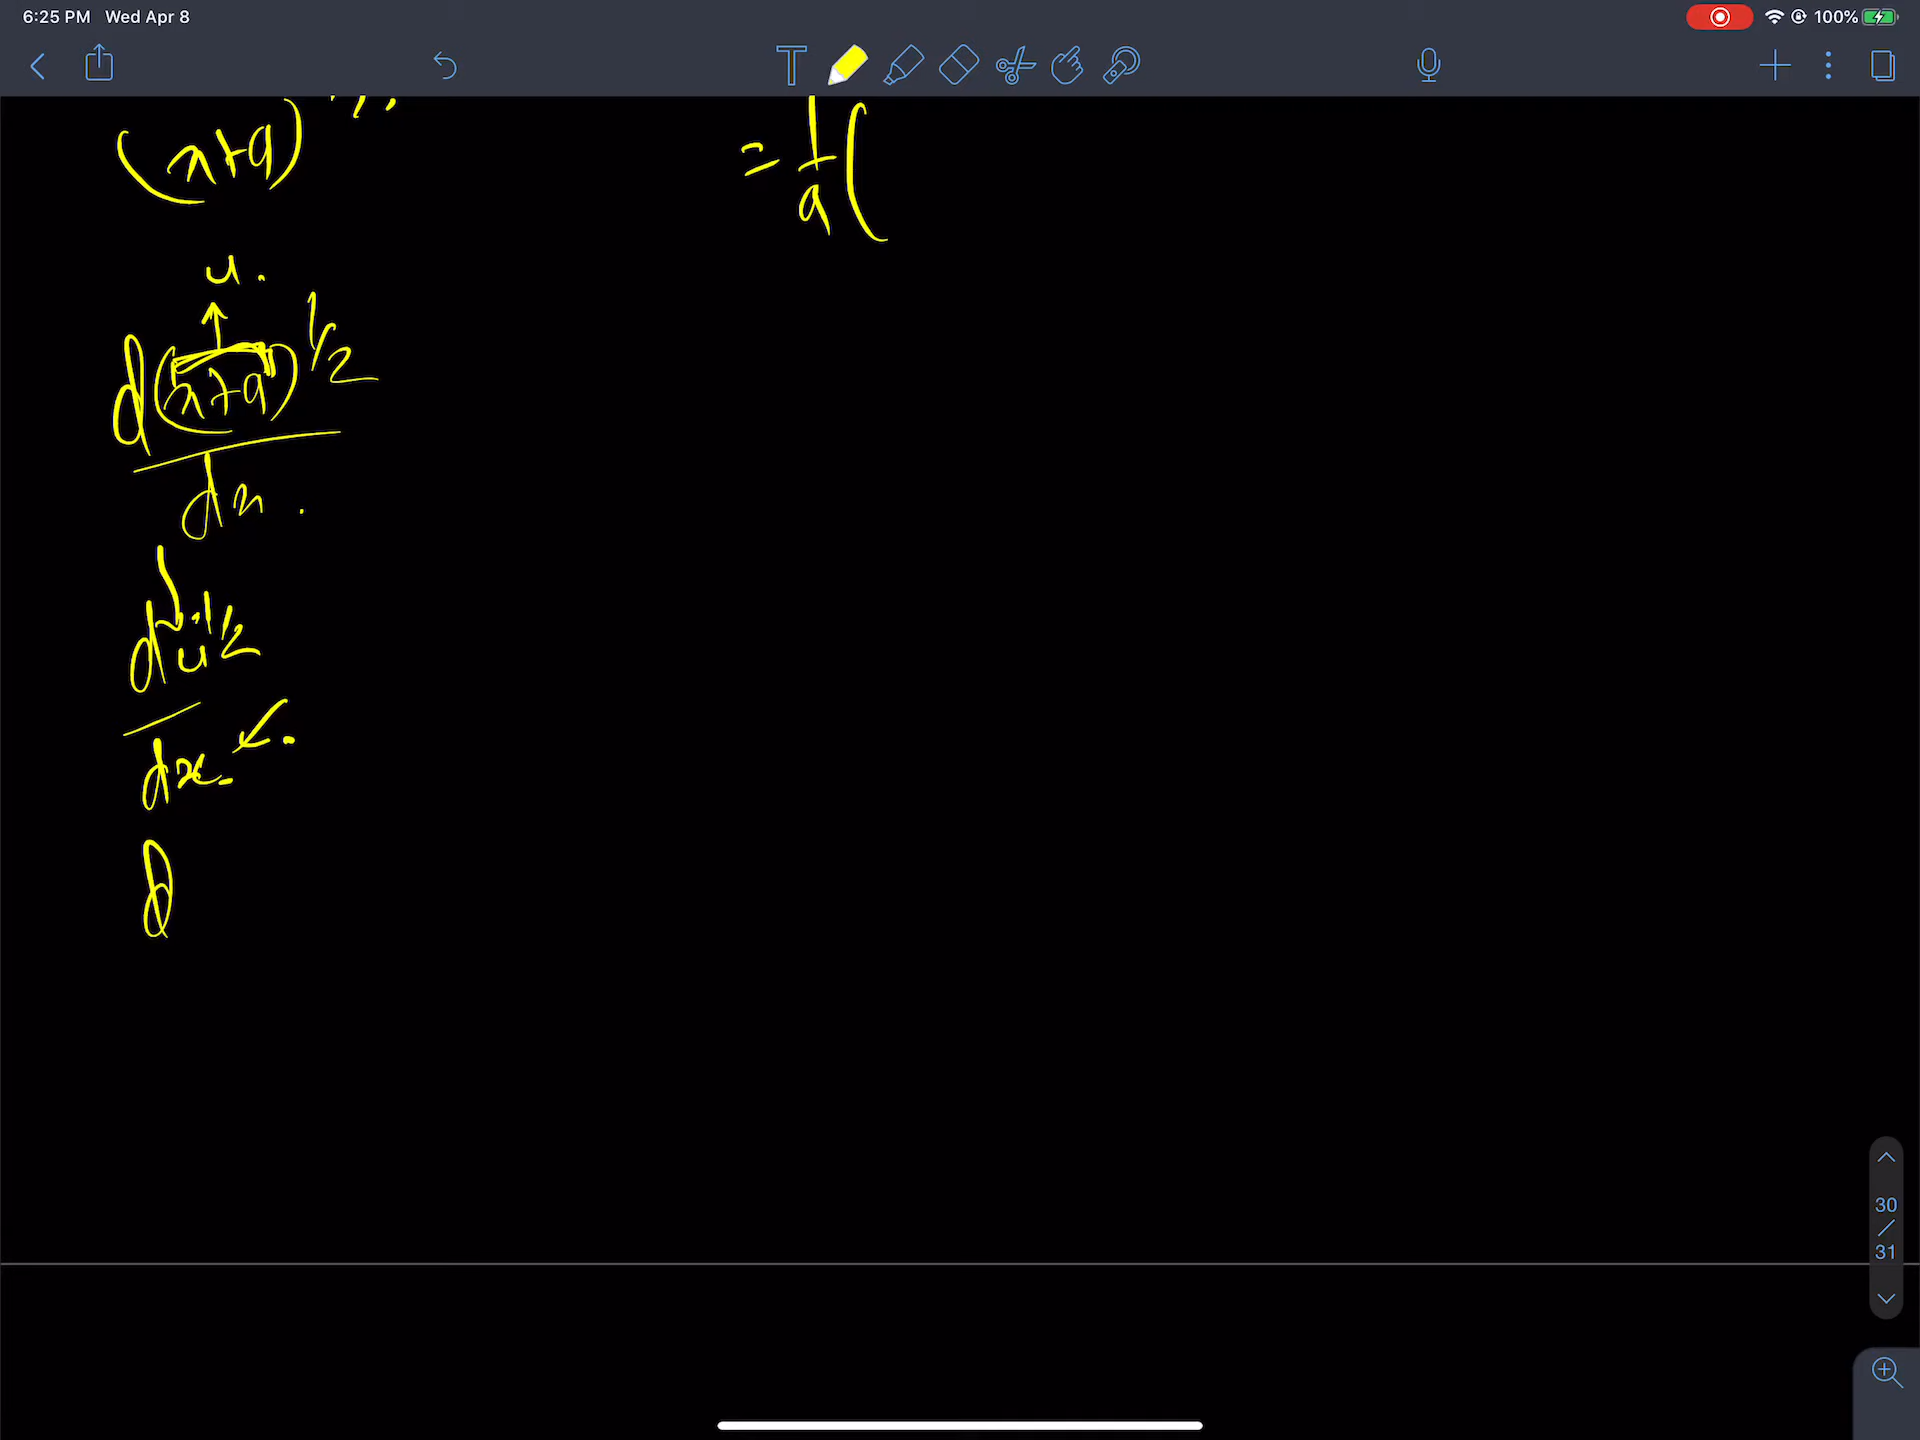 6:25 PM Wed Apr 8
100%
T
(x+a)
= 1/a (
u.
d(x+a)^1/2
dx.
du^1/2
dx.
30
/
31